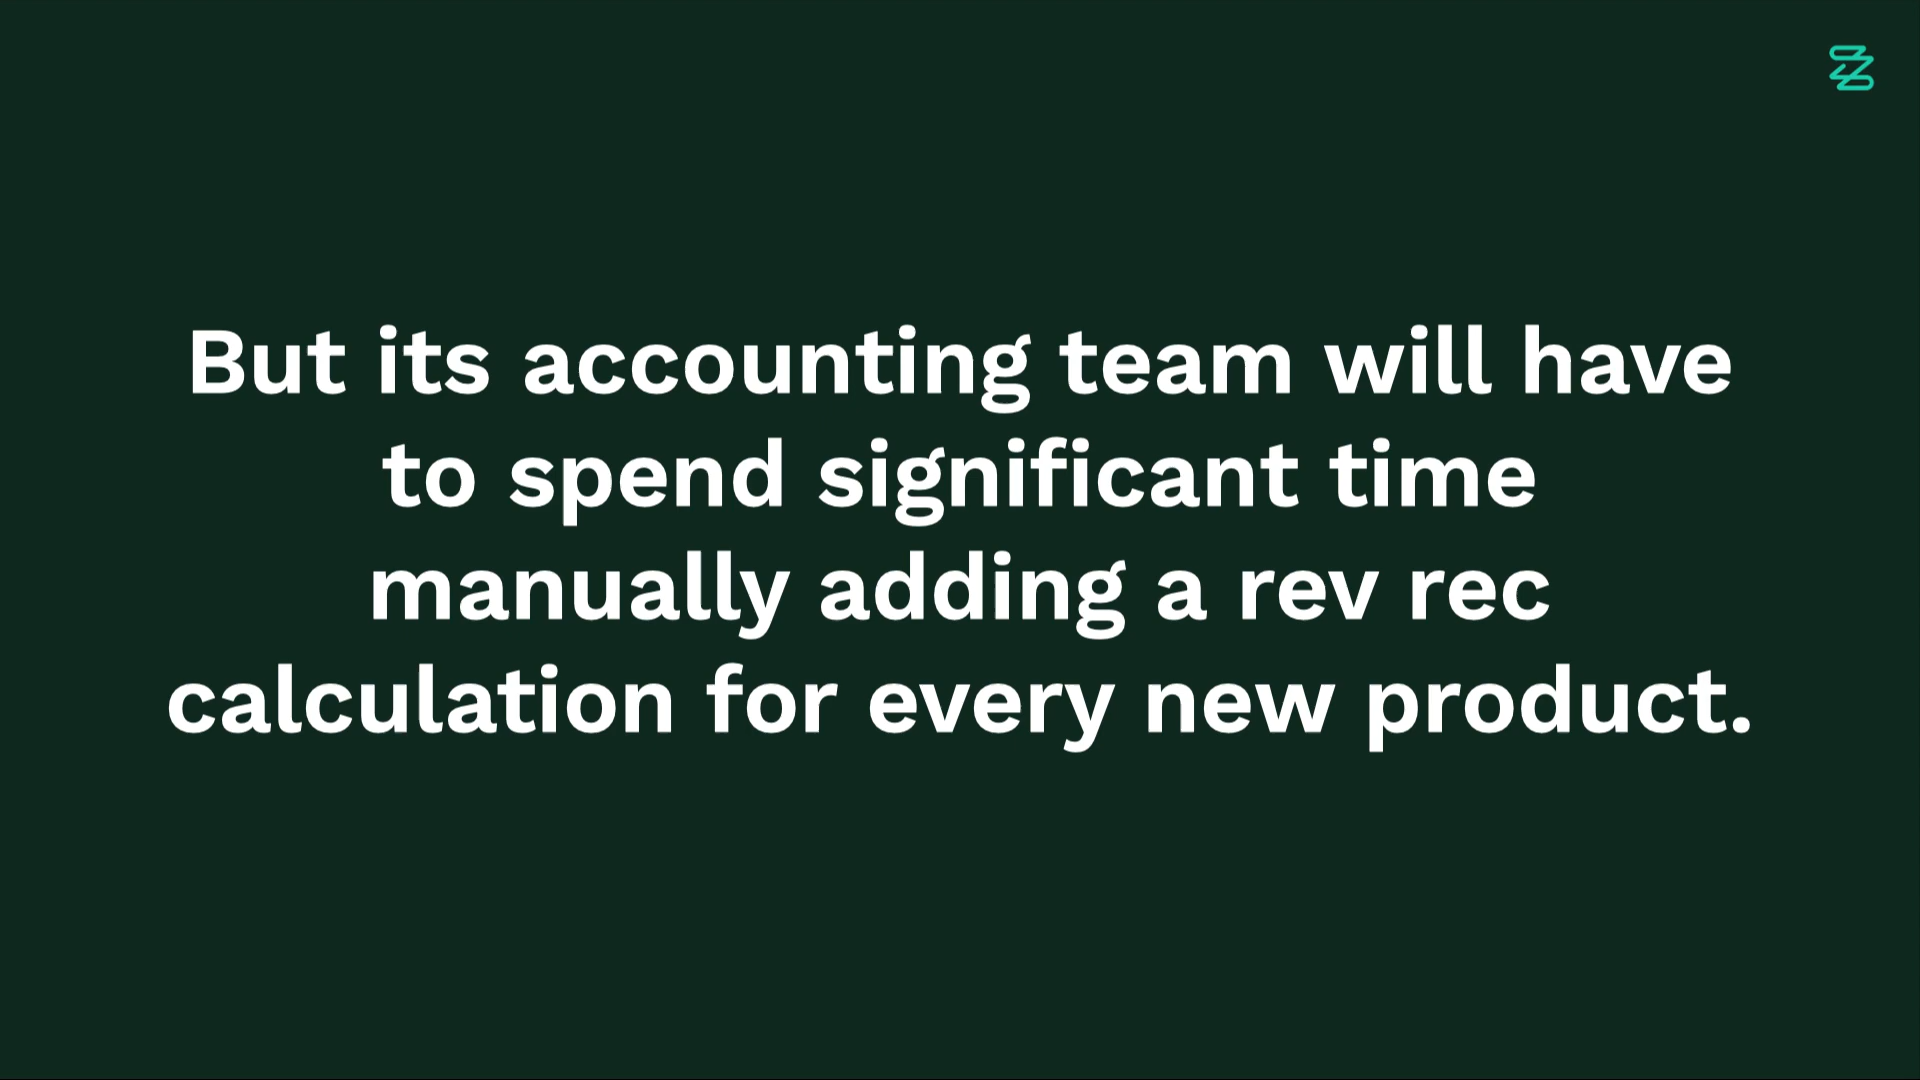 But its accounting team will have
to spend significant time
manually adding a rev rec
calculation for every new product.